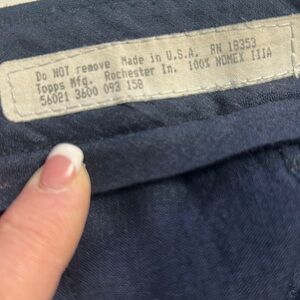 Do NOT remove Made in U.S.A. RN 18353
Topps Mfg. Rochester In. 100% NOMEX IIIA
56021 3600 093 158